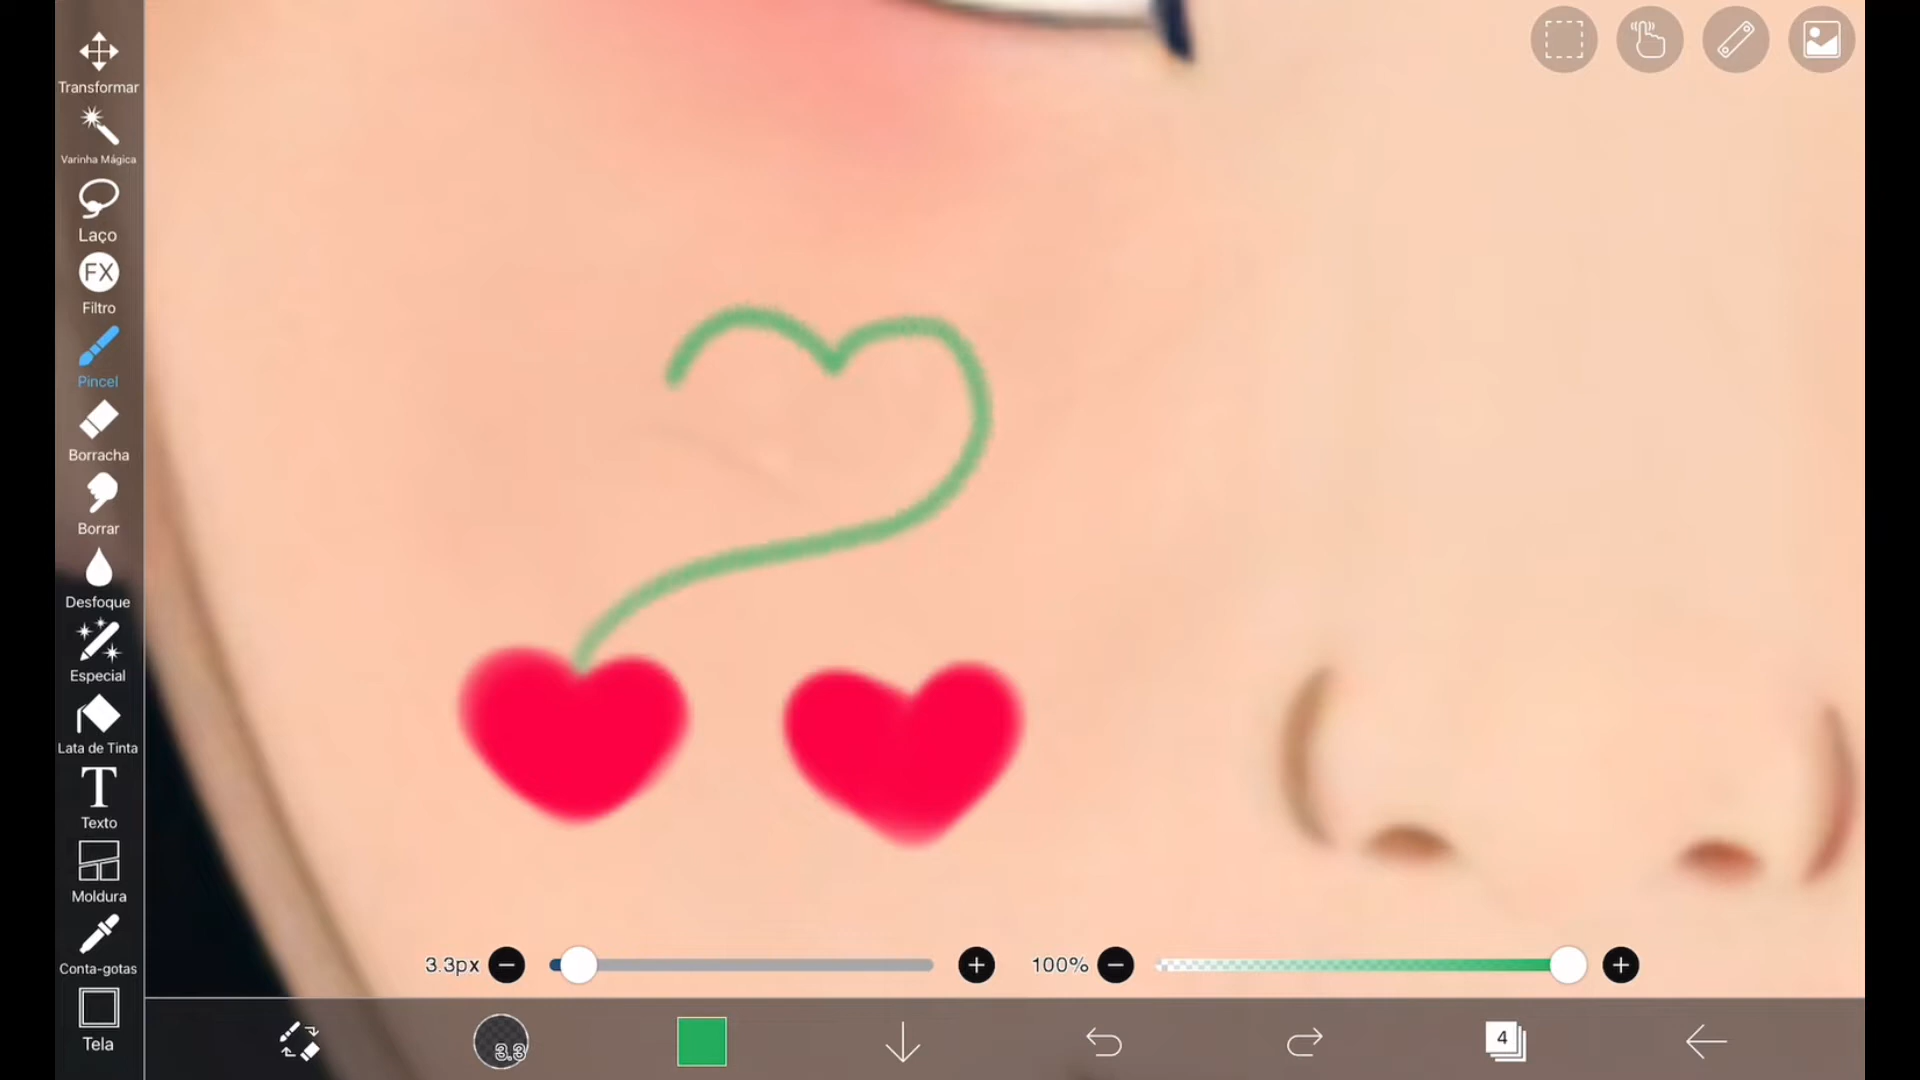 Transformar
Varinha Mágica
Laço
FX
Filtro
Pincel
Borracha
Borrar
Desfoque
Especial
Lata de Tinta
T
Texto
Moldura
Conta-gotas
Tela
3.3px
100%
3.3
4